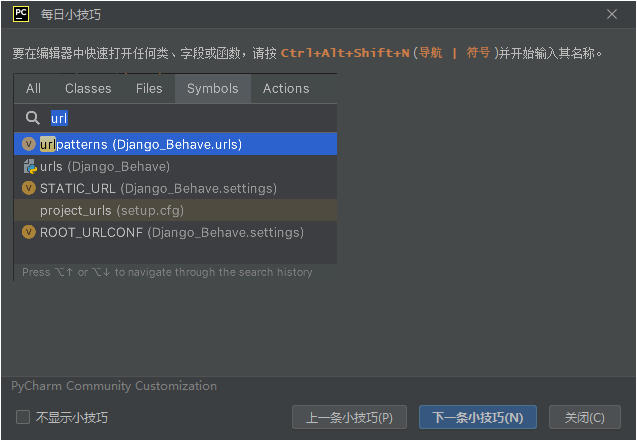 PC
每日小技巧
要在编辑器中快速打开任何类、字段或函数，请按 Ctrl+Alt+Shift+N (导航 | 符号)并开始输入其名称。
All Classes Files Symbols Actions
url
V urlpatterns (Django_Behave.urls)
urls (Django_Behave)
V STATIC_URL (Django_Behave.settings)
project_urls (setup.cfg)
V ROOT_URLCONF (Django_Behave.settings)
Press ⌥↑ or ⌥↓ to navigate through the search history
PyCharm Community Customization
不显示小技巧 上一条小技巧(P) 下一条小技巧(N) 关闭(C)